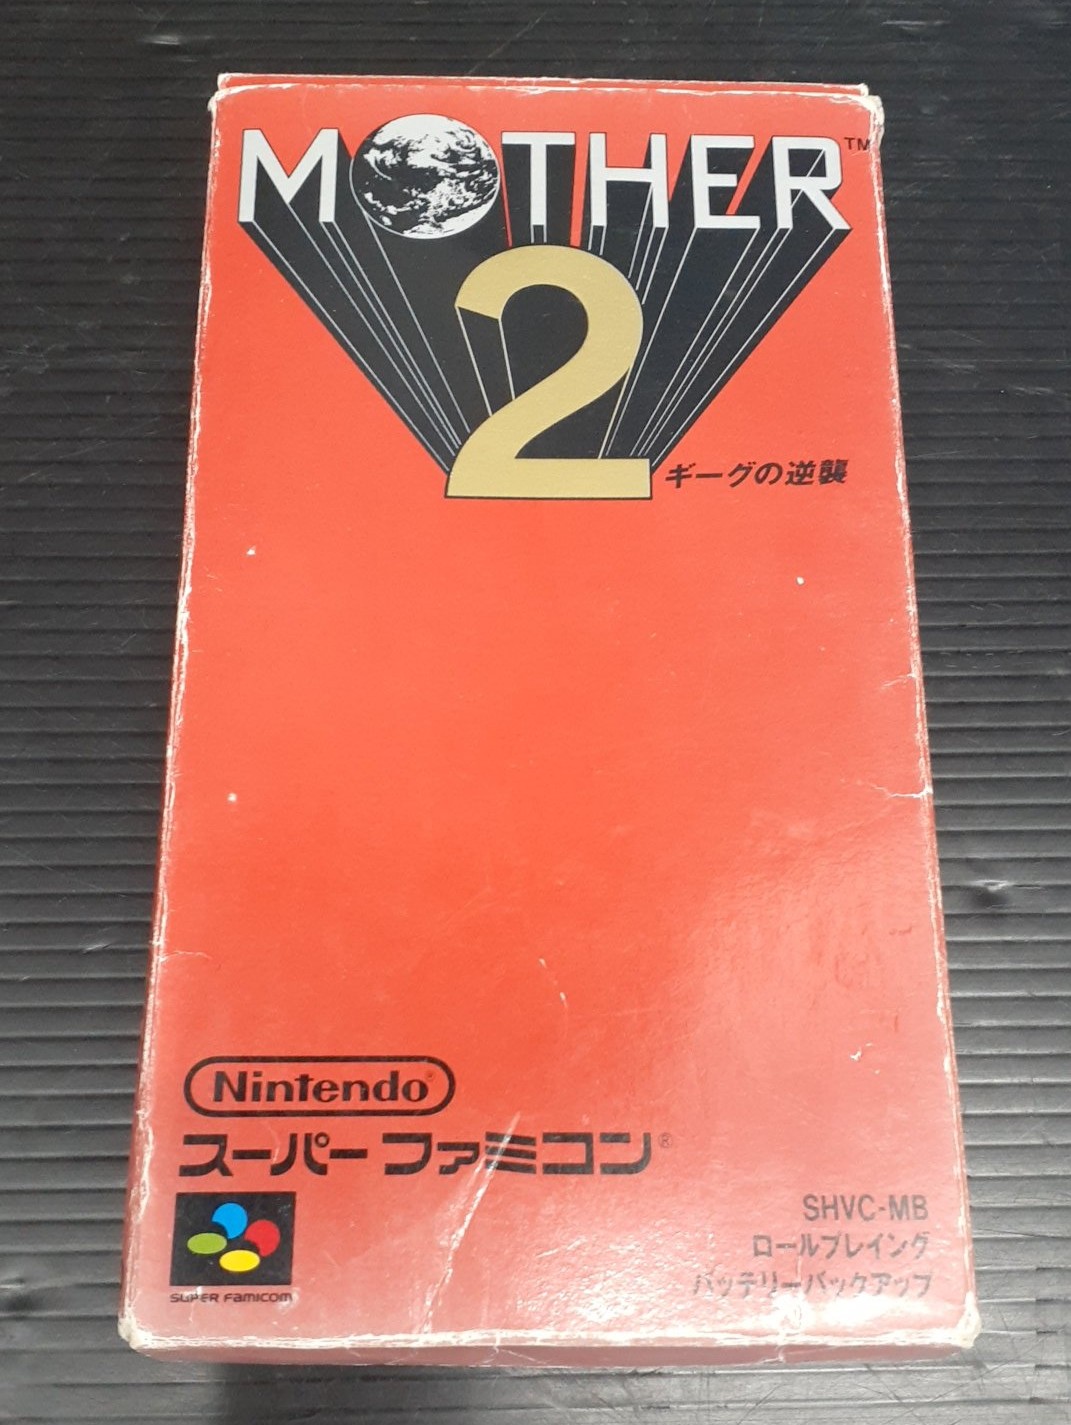 MOTHER™
2
ギーグの逆襲
Nintendo®
スーパーファミコン®
SUPER FAMICOM
SHVC-MB
ロールプレイング
バッテリーバックアップ